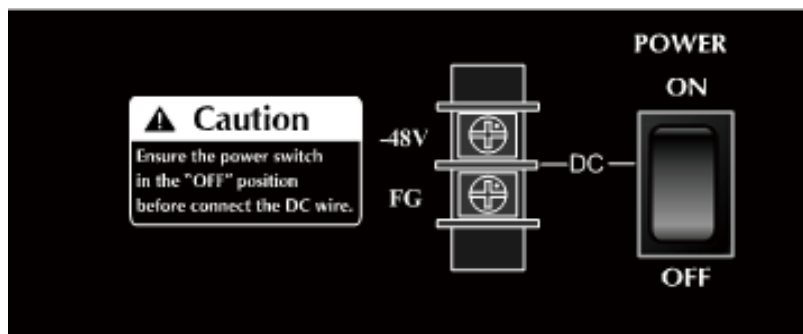 POWER
ON
Caution
Ensure the power switch
in the "OFF" position
before connect the DC wire.
-48V
DC
FG
OFF